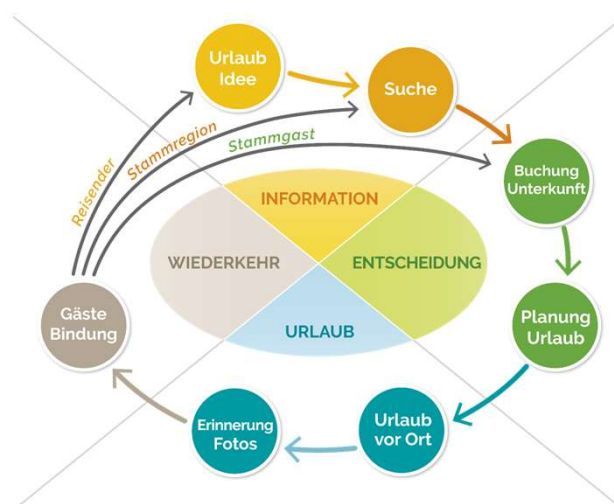 Urlaub
Idee
Suche
Reisender
Stammregion
Stammgast
Buchung
Unterkunft
INFORMATION
WIEDERKEHR
ENTSCHEIDUNG
URLAUB
Gäste
Bindung
Planung
Urlaub
Erinnerung
Fotos
Urlaub
vor Ort